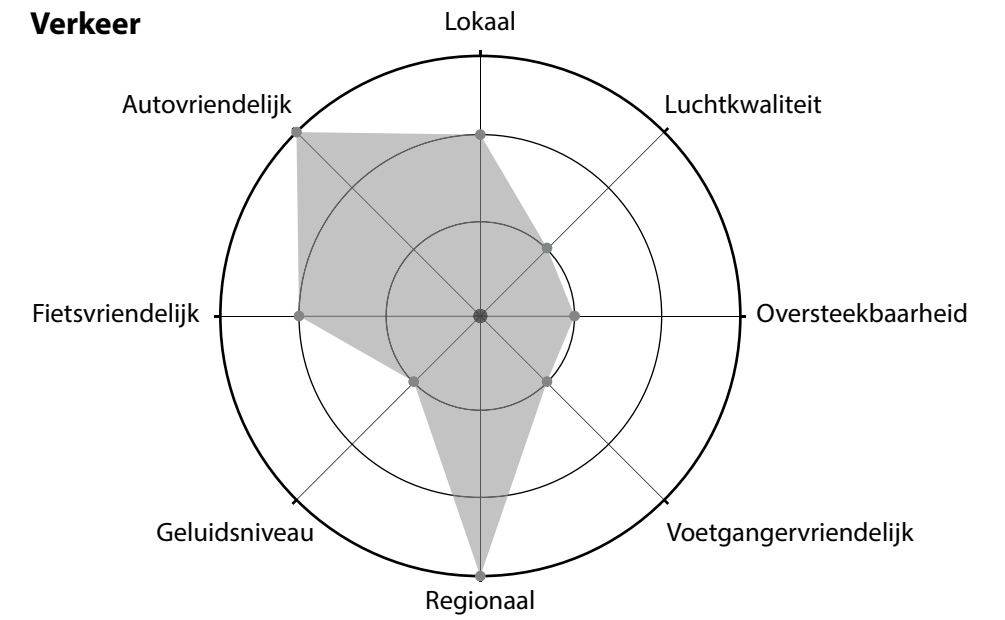 Verkeer
Lokaal
Autovriendelijk
Luchtkwaliteit
Fietsvriendelijk
Oversteekbaarheid
Geluidsniveau
Voetgangervriendelijk
Regionaal